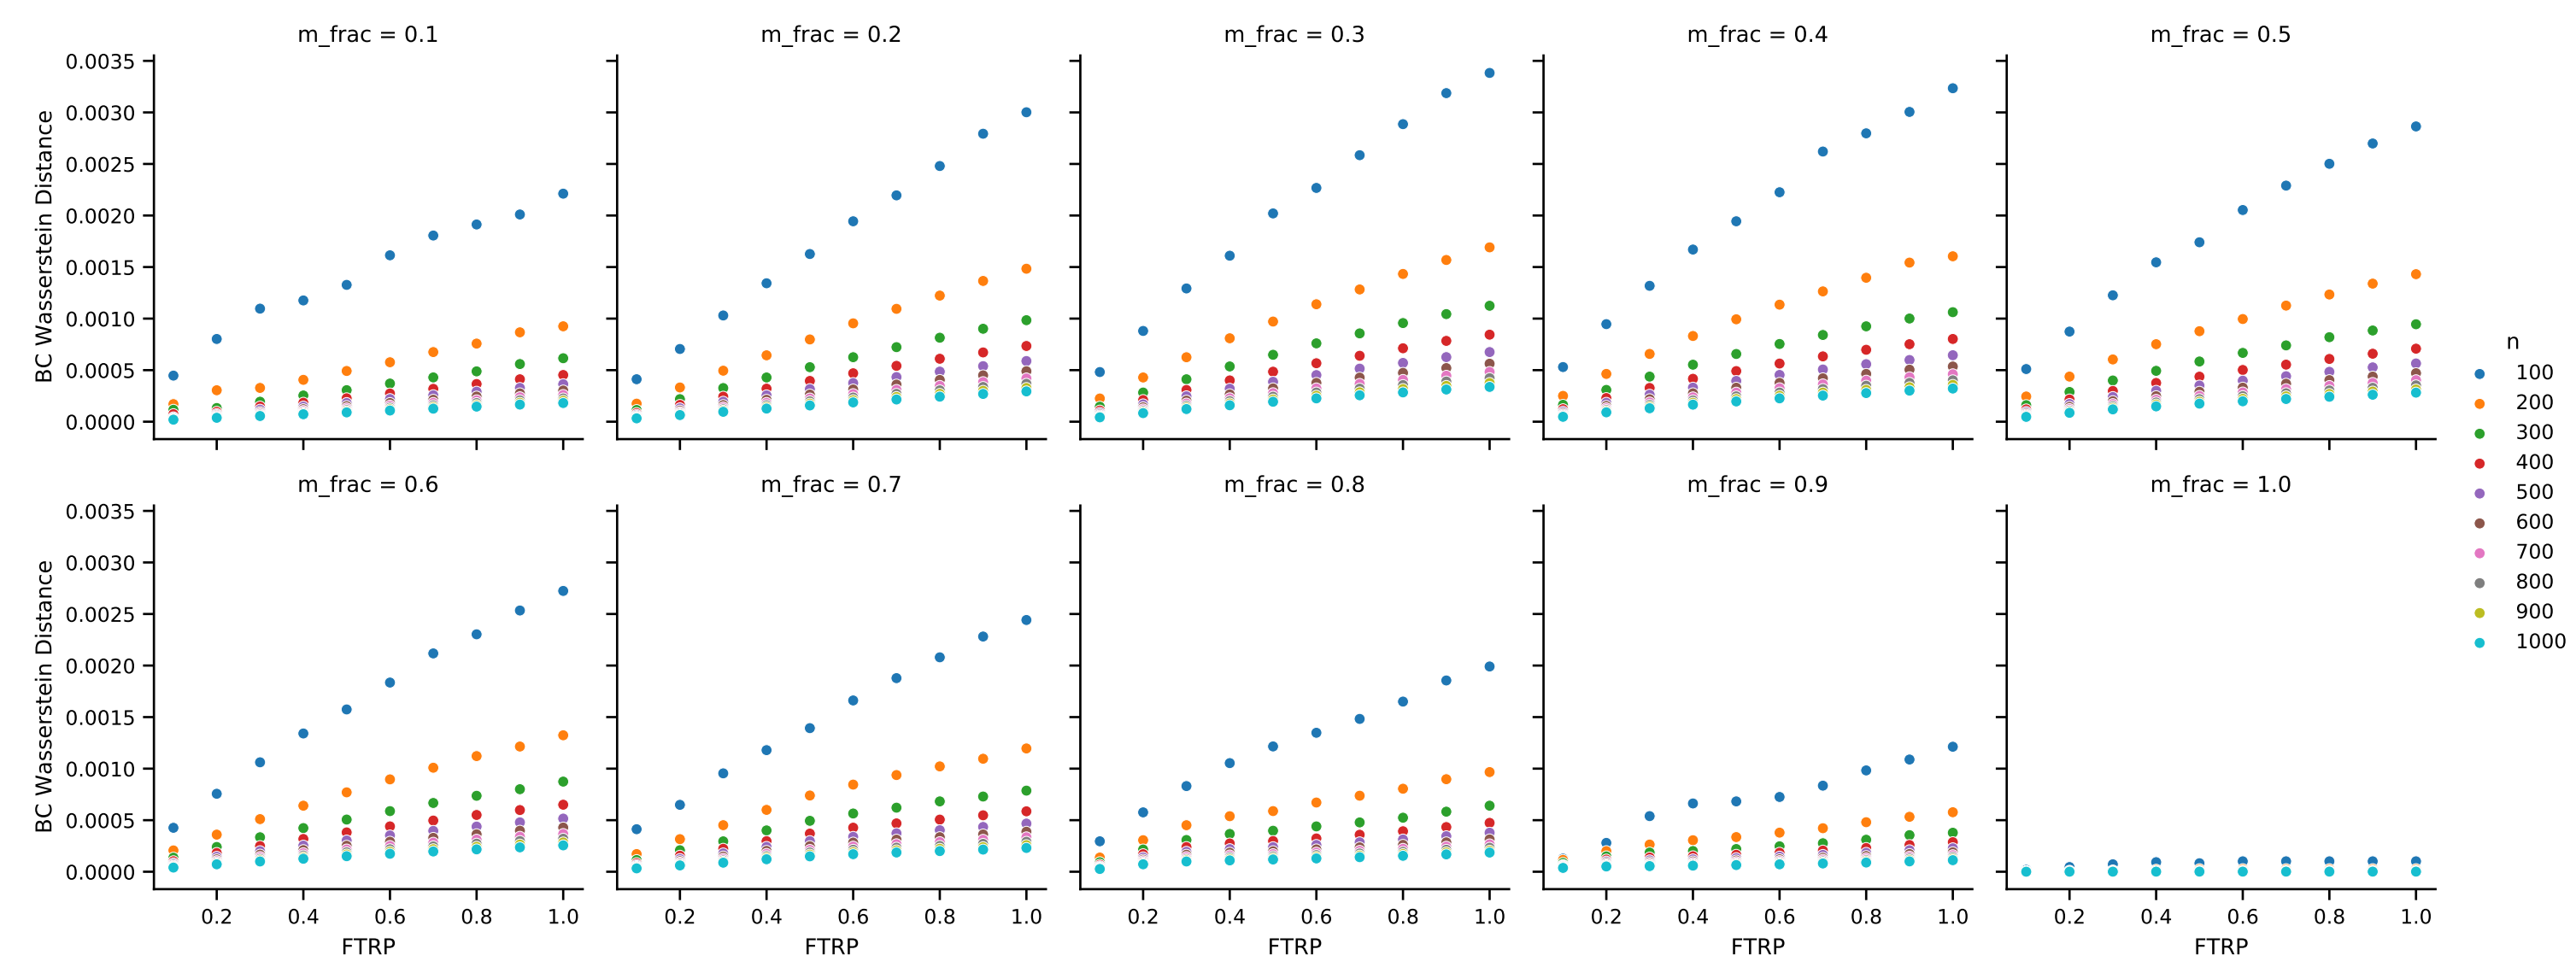 m_frac = 0.1
m_frac = 0.2
m_frac = 0.3
m_frac = 0.4
m_frac = 0.5
0.0035
0.0030
0.0025
0.0020
0.0015
0.0010
0.0005
0.0000
BC Wasserstein Distance
m_frac = 0.6
m_frac = 0.7
m_frac = 0.8
m_frac = 0.9
m_frac = 1.0
0.0035
0.0030
0.0025
0.0020
0.0015
0.0010
0.0005
0.0000
BC Wasserstein Distance
0.2 0.4 0.6 0.8 1.0
0.2 0.4 0.6 0.8 1.0
0.2 0.4 0.6 0.8 1.0
0.2 0.4 0.6 0.8 1.0
0.2 0.4 0.6 0.8 1.0
FTRP
FTRP
FTRP
FTRP
FTRP
n
100
200
300
400
500
600
700
800
900
1000